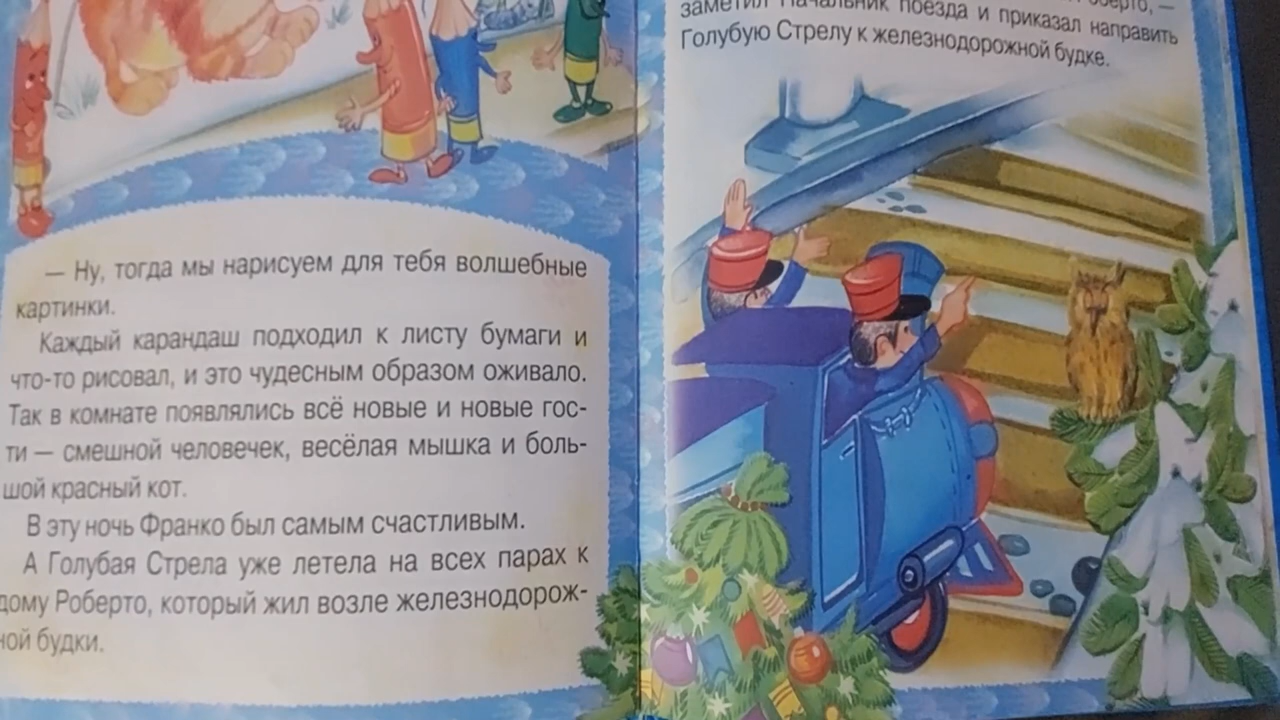 — Ну, тогда мы нарисуем для тебя волшебные
картинки.
Каждый карандаш подходил к листу бумаги и
что-то рисовал, и это чудесным образом оживало.
Так в комнате появлялись всё новые и новые гос-
ти — смешной человечек, весёлая мышка и боль-
шой красный кот.
В эту ночь Франко был самым счастливым.
А Голубая Стрела уже летела на всех парах к
дому Роберто, который жил возле железнодорож-
ной будки.
заметил Начальник поезда и приказал направить
Голубую Стрелу к железнодорожной будке.